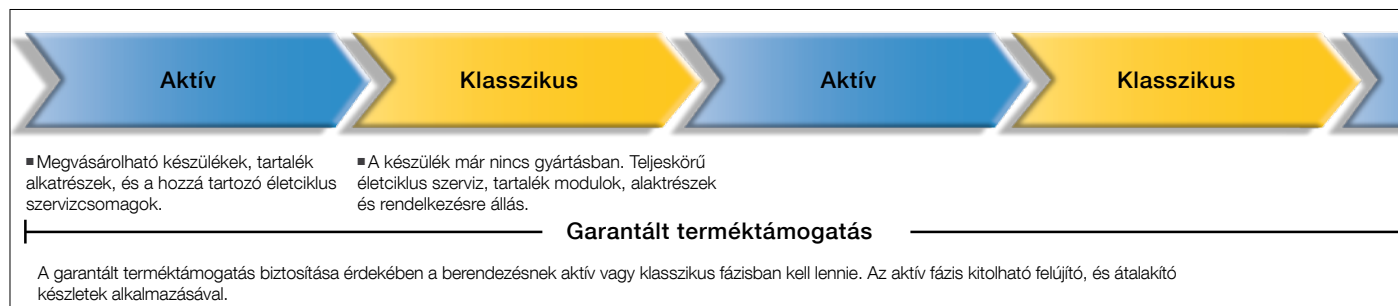 Aktív Klasszikus Aktív Klasszikus
■ Megvásárolható készülékek, tartalék
alkatrészek, és a hozzá tartozó életciklus
szervizcsomagok.
■ A készülék már nincs gyártásban. Teljeskörű
életciklus szerviz, tartalék modulok, alaktrészek
és rendelkezésre állás.
Garantált terméktámogatás
A garantált terméktámogatás biztosítása érdekében a berendezésnek aktív vagy klasszikus fázisban kell lennie. Az aktív fázis kitolható felújító, és átalakító
készletek alkalmazásával.